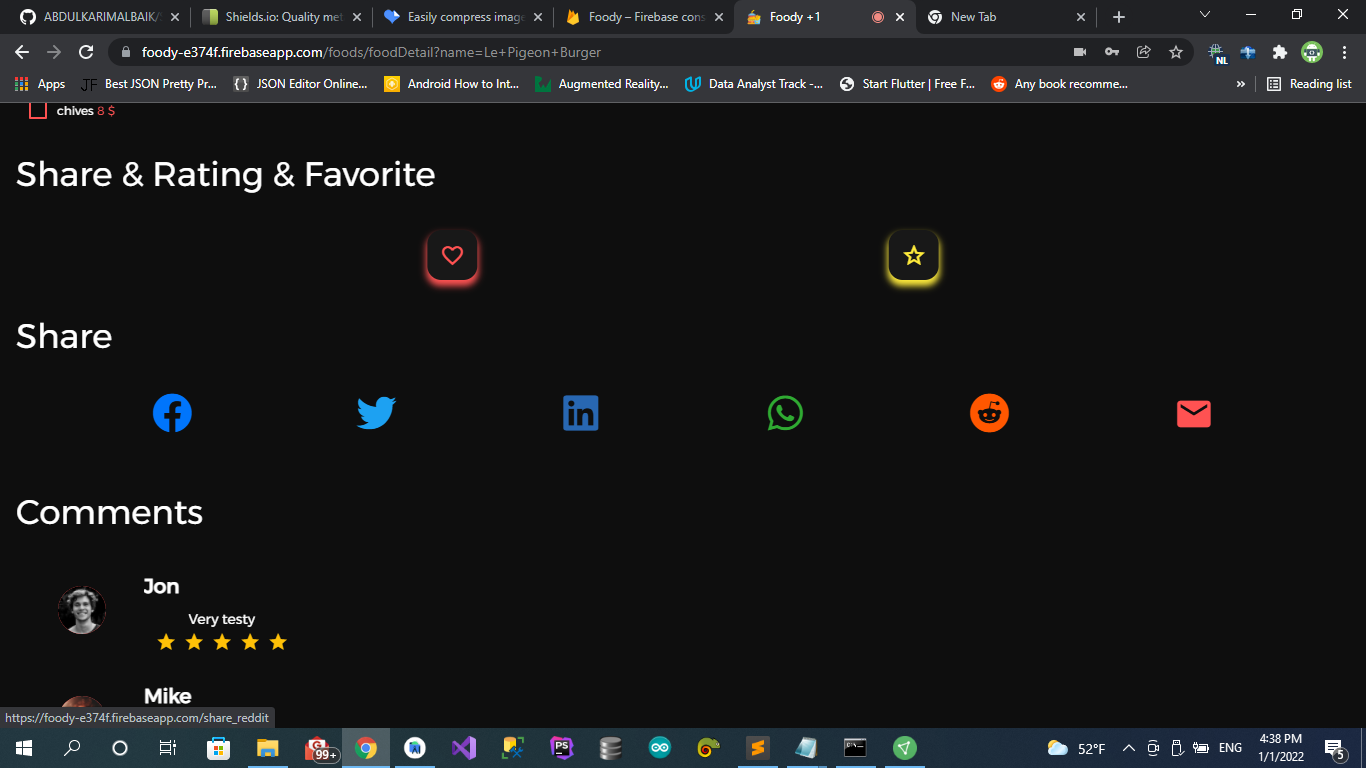 ABDULKARIMALBAIK/
Shields.io: Quality met
Easily compress image
Foody – Firebase cons
Foody +1
New Tab
foody-e374f.firebaseapp.com/foods/foodDetail?name=Le+Pigeon+Burger
NL
Apps
JF Best JSON Pretty Pr...
{} JSON Editor Online...
Android How to Int...
Augmented Reality...
Data Analyst Track -...
Start Flutter | Free F...
Any book recomme...
»
Reading list
chives 8 $
Share & Rating & Favorite
Share
in
Comments
Jon
Very testy
Mike
https://foody-e374f.firebaseapp.com/share_reddit
99+
PS
52°F
ENG
4:38 PM
1/1/2022
5